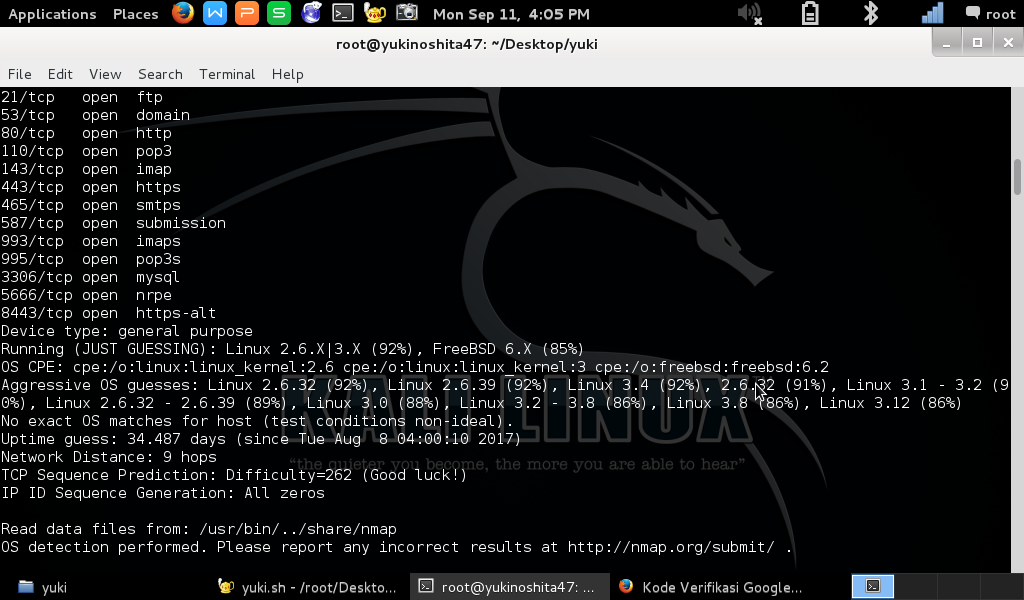 Applications Places Mon Sep 11, 4:05 PM root
root@yukinoshita47: ~/Desktop/yuki
File Edit View Search Terminal Help
21/tcp open ftp
53/tcp open domain
80/tcp open http
110/tcp open pop3
143/tcp open imap
443/tcp open https
465/tcp open smtps
587/tcp open submission
993/tcp open imaps
995/tcp open pop3s
3306/tcp open mysql
5666/tcp open nrpe
8443/tcp open https-alt
Device type: general purpose
Running (JUST GUESSING): Linux 2.6.X|3.X (92%), FreeBSD 6.X (85%)
OS CPE: cpe:/o:linux:linux_kernel:2.6 cpe:/o:linux:linux_kernel:3 cpe:/o:freebsd:freebsd:6.2
Aggressive OS guesses: Linux 2.6.32 (92%), Linux 2.6.39 (92%), Linux 3.4 (92%), 2.6.32 (91%), Linux 3.1 - 3.2 (9
0%), Linux 2.6.32 - 2.6.39 (89%), Linux 3.0 (88%), Linux 3.2 - 3.8 (86%), Linux 3.8 (86%), Linux 3.12 (86%)
No exact OS matches for host (test conditions non-ideal).
Uptime guess: 34.487 days (since Tue Aug  8 04:00:10 2017)
Network Distance: 9 hops
KALI LINUX
"the quieter you become, the more you are able to hear"
TCP Sequence Prediction: Difficulty=262 (Good luck!)
IP ID Sequence Generation: All zeros
Read data files from: /usr/bin/../share/nmap
OS detection performed. Please report any incorrect results at http://nmap.org/submit/ .
yuki yuki.sh - /root/Deskto... root@yukinoshita47: ... Kode Verifikasi Google...